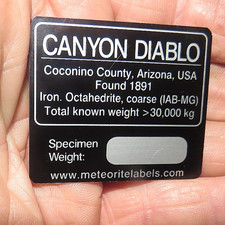 CANYON DIABLO
Coconino County, Arizona, USA
Found 1891
Iron. Octahedrite, coarse (IAB-MG)
Total known weight >30,000 kg
Specimen
Weight:
www.meteoritelabels.com